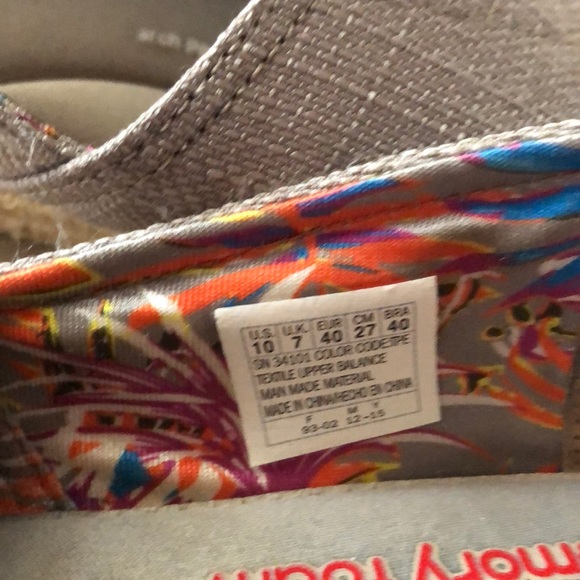 U.S. U.K. EUR CM BRA
10 7 40 27 40
SN 34101 COLOR CODE:TPE
TEXTILE UPPER BALANCE
MAN MADE MATERIAL
MADE IN CHINA/HECHO EN CHINA
F M Y
93-02 12-15
mory foam